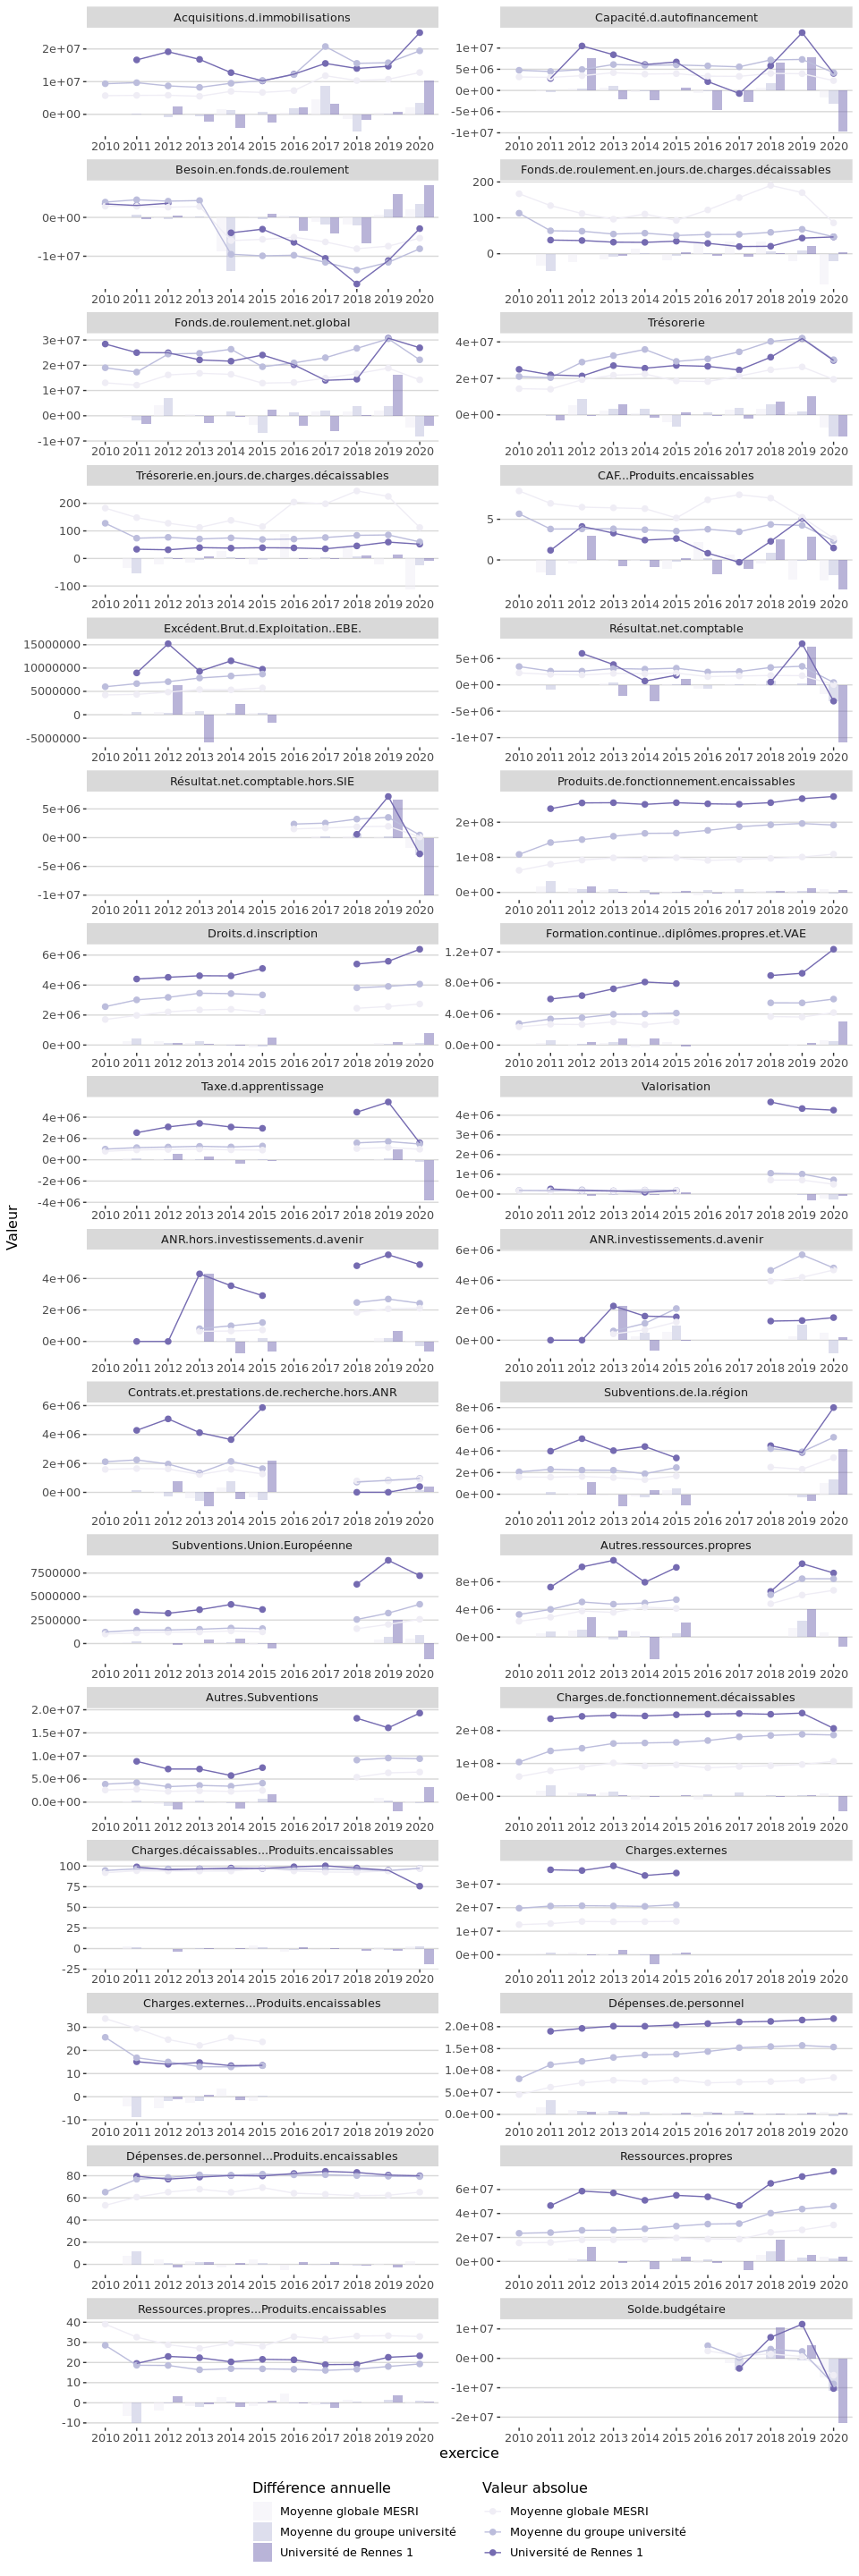 Acquisitions.d.immobilisations
2e+07
1e+07
0e+00
2010 2011 2012 2013 2014 2015 2016 2017 2018 2019 2020
Capacité.d.autofinancement
1e+07
5e+06
0e+00
-5e+06
-1e+07
2010 2011 2012 2013 2014 2015 2016 2017 2018 2019 2020
Besoin.en.fonds.de.roulement
0e+00
-1e+07
2010 2011 2012 2013 2014 2015 2016 2017 2018 2019 2020
Fonds.de.roulement.en.jours.de.charges.décaissables
200
100
0
2010 2011 2012 2013 2014 2015 2016 2017 2018 2019 2020
Fonds.de.roulement.net.global
3e+07
2e+07
1e+07
0e+00
-1e+07
2010 2011 2012 2013 2014 2015 2016 2017 2018 2019 2020
Trésorerie
4e+07
2e+07
0e+00
2010 2011 2012 2013 2014 2015 2016 2017 2018 2019 2020
Trésorerie.en.jours.de.charges.décaissables
200
100
0
-100
2010 2011 2012 2013 2014 2015 2016 2017 2018 2019 2020
CAF...Produits.encaissables
5
0
2010 2011 2012 2013 2014 2015 2016 2017 2018 2019 2020
Excédent.Brut.d.Exploitation..EBE.
15000000
10000000
5000000
0
-5000000
2010 2011 2012 2013 2014 2015 2016 2017 2018 2019 2020
Résultat.net.comptable
5e+06
0e+00
-5e+06
-1e+07
2010 2011 2012 2013 2014 2015 2016 2017 2018 2019 2020
Résultat.net.comptable.hors.SIE
5e+06
0e+00
-5e+06
-1e+07
2010 2011 2012 2013 2014 2015 2016 2017 2018 2019 2020
Produits.de.fonctionnement.encaissables
2e+08
1e+08
0e+00
2010 2011 2012 2013 2014 2015 2016 2017 2018 2019 2020
Droits.d.inscription
6e+06
4e+06
2e+06
0e+00
2010 2011 2012 2013 2014 2015 2016 2017 2018 2019 2020
Formation.continue..diplômes.propres.et.VAE
1.2e+07
8.0e+06
4.0e+06
0.0e+00
2010 2011 2012 2013 2014 2015 2016 2017 2018 2019 2020
Taxe.d.apprentissage
4e+06
2e+06
0e+00
-2e+06
-4e+06
2010 2011 2012 2013 2014 2015 2016 2017 2018 2019 2020
Valorisation
4e+06
3e+06
2e+06
1e+06
0e+00
2010 2011 2012 2013 2014 2015 2016 2017 2018 2019 2020
Valeur
ANR.hors.investissements.d.avenir
4e+06
2e+06
0e+00
2010 2011 2012 2013 2014 2015 2016 2017 2018 2019 2020
ANR.investissements.d.avenir
6e+06
4e+06
2e+06
0e+00
2010 2011 2012 2013 2014 2015 2016 2017 2018 2019 2020
Contrats.et.prestations.de.recherche.hors.ANR
6e+06
4e+06
2e+06
0e+00
2010 2011 2012 2013 2014 2015 2016 2017 2018 2019 2020
Subventions.de.la.région
8e+06
6e+06
4e+06
2e+06
0e+00
2010 2011 2012 2013 2014 2015 2016 2017 2018 2019 2020
Subventions.Union.Européenne
7500000
5000000
2500000
0
2010 2011 2012 2013 2014 2015 2016 2017 2018 2019 2020
Autres.ressources.propres
8e+06
4e+06
0e+00
2010 2011 2012 2013 2014 2015 2016 2017 2018 2019 2020
Autres.Subventions
2.0e+07
1.5e+07
1.0e+07
5.0e+06
0.0e+00
2010 2011 2012 2013 2014 2015 2016 2017 2018 2019 2020
Charges.de.fonctionnement.décaissables
2e+08
1e+08
0e+00
2010 2011 2012 2013 2014 2015 2016 2017 2018 2019 2020
Charges.décaissables...Produits.encaissables
100
75
50
25
0
-25
2010 2011 2012 2013 2014 2015 2016 2017 2018 2019 2020
Charges.externes
3e+07
2e+07
1e+07
0e+00
2010 2011 2012 2013 2014 2015 2016 2017 2018 2019 2020
Charges.externes...Produits.encaissables
30
20
10
0
-10
2010 2011 2012 2013 2014 2015 2016 2017 2018 2019 2020
Dépenses.de.personnel
2.0e+08
1.5e+08
1.0e+08
5.0e+07
0.0e+00
2010 2011 2012 2013 2014 2015 2016 2017 2018 2019 2020
Dépenses.de.personnel...Produits.encaissables
80
60
40
20
0
2010 2011 2012 2013 2014 2015 2016 2017 2018 2019 2020
Ressources.propres
6e+07
4e+07
2e+07
0e+00
2010 2011 2012 2013 2014 2015 2016 2017 2018 2019 2020
Ressources.propres...Produits.encaissables
40
30
20
10
0
-10
2010 2011 2012 2013 2014 2015 2016 2017 2018 2019 2020
Solde.budgétaire
1e+07
0e+00
-1e+07
-2e+07
2010 2011 2012 2013 2014 2015 2016 2017 2018 2019 2020
exercice
Différence annuelle
Moyenne globale MESRI
Moyenne du groupe université
Université de Rennes 1
Valeur absolue
Moyenne globale MESRI
Moyenne du groupe université
Université de Rennes 1